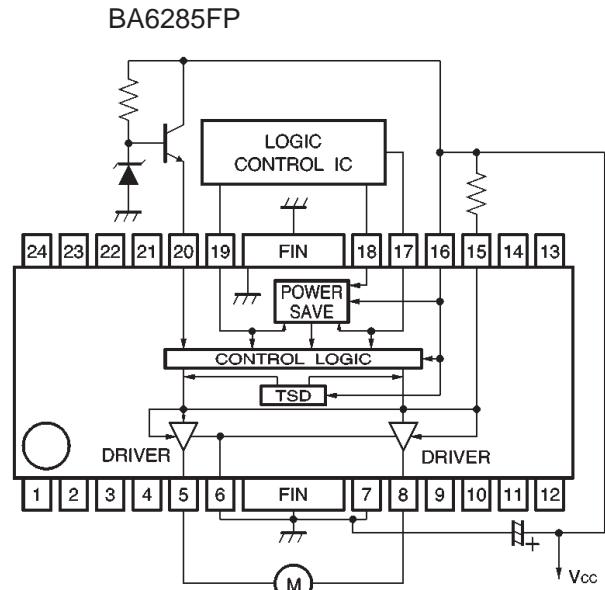 BA6285FP
LOGIC
CONTROL IC
24 23 22 21 20 19 FIN 18 17 16 15 14 13
POWER
SAVE
CONTROL LOGIC
TSD
DRIVER DRIVER
1 2 3 4 5 6 FIN 7 8 9 10 11 12
+
M
Vcc